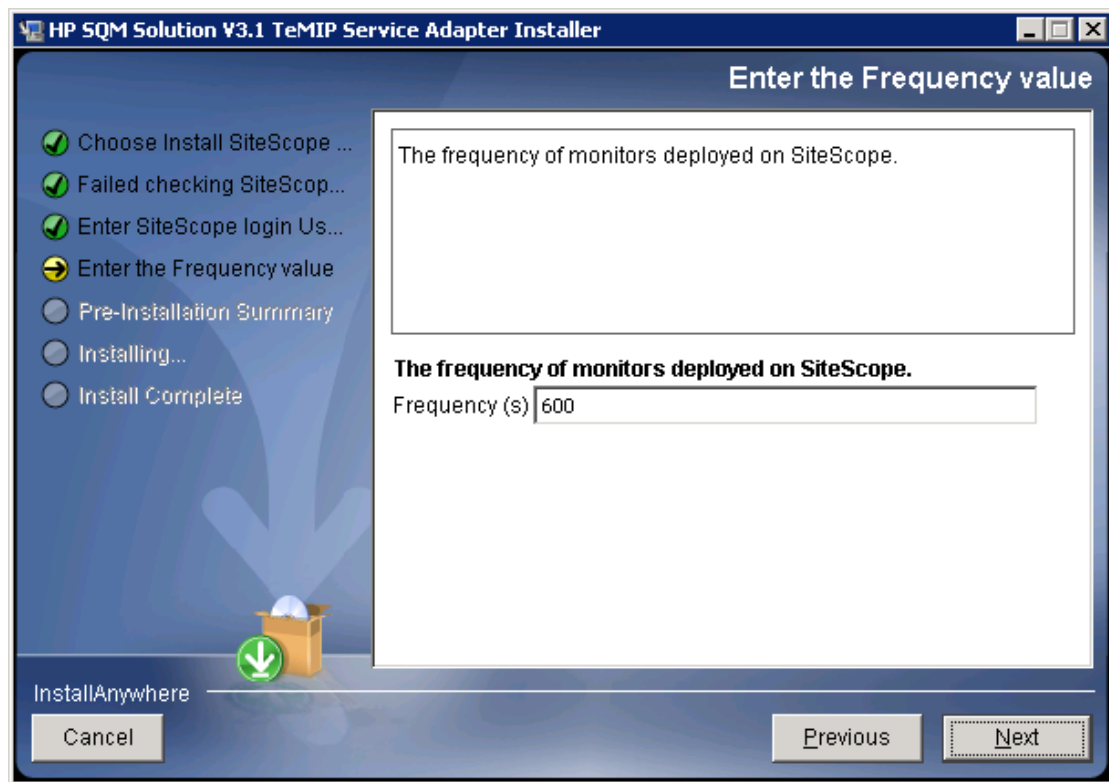 HP SQM Solution V3.1 TeMIP Service Adapter Installer
Enter the Frequency value
Choose Install SiteScope ...
Failed checking SiteScop...
Enter SiteScope login Us...
Enter the Frequency value
Pre-Installation Summary
Installing...
Install Complete
The frequency of monitors deployed on SiteScope.
The frequency of monitors deployed on SiteScope.
Frequency (s) 600
InstallAnywhere
Cancel
Previous
Next